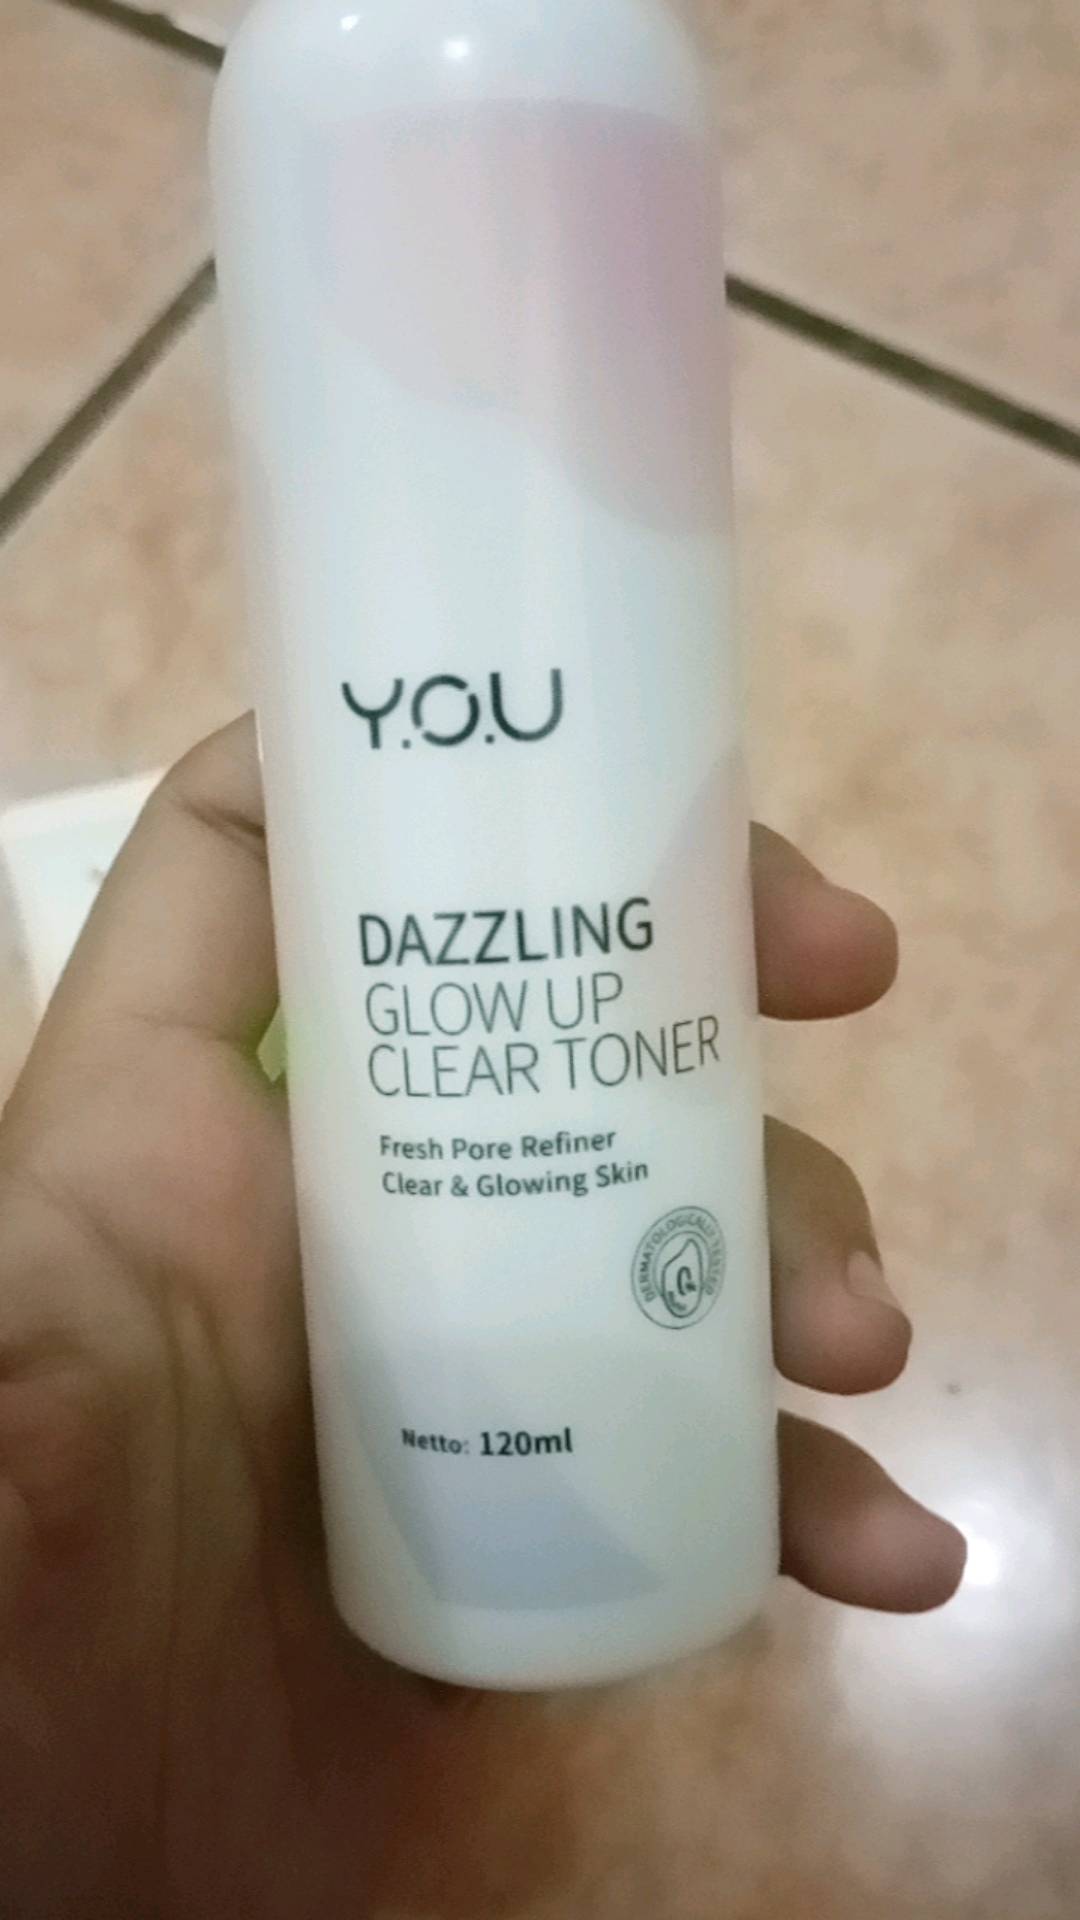 Y.O.U
DAZZLING
GLOW UP
CLEAR TONER
Fresh Pore Refiner
Clear & Glowing Skin
DERMATOLOGICALLY TESTED
Netto: 120ml